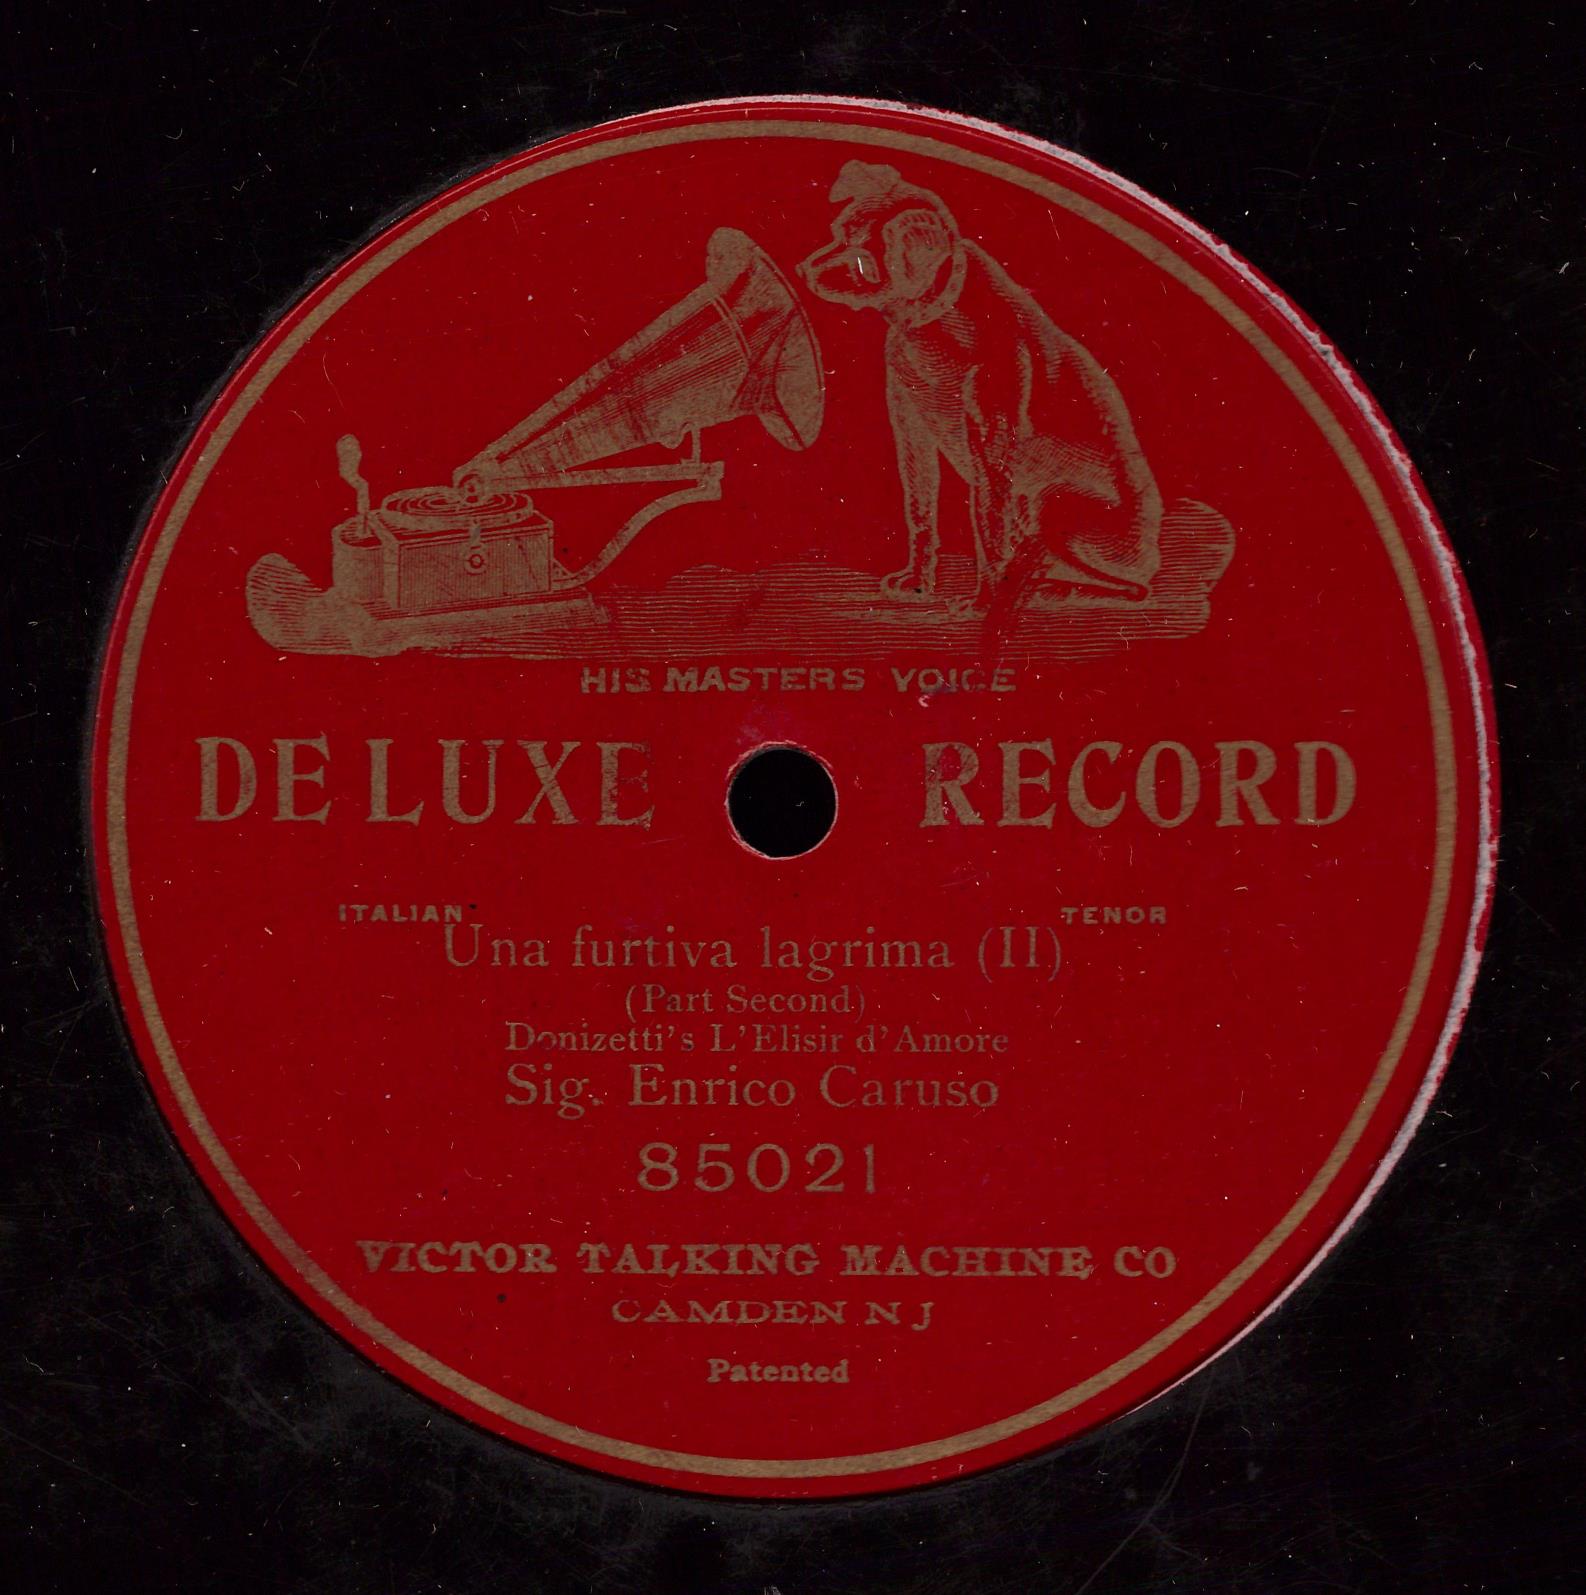 HIS MASTERS VOICE
DE LUXE RECORD
ITALIAN TENOR
Una furtiva lagrima (II)
(Part Second)
Donizetti's L'Elisir d'Amore
Sig. Enrico Caruso
85021
VICTOR TALKING MACHINE CO
CAMDEN N J
Patented